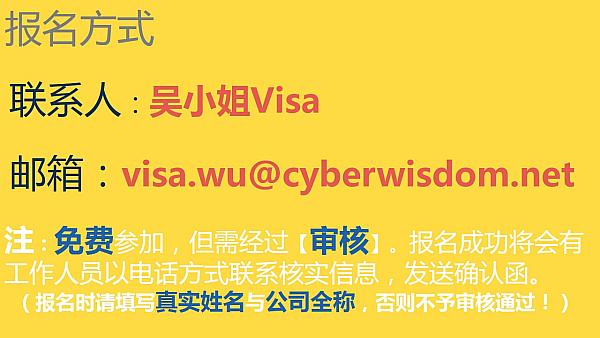 报名方式
联系人：吴小姐Visa
邮箱：visa.wu@cyberwisdom.net
注：免费参加，但需经过【审核】。报名成功将会有
工作人员以电话方式联系核实信息，发送确认函。
（报名时请填写真实姓名与公司全称，否则不予审核通过！）